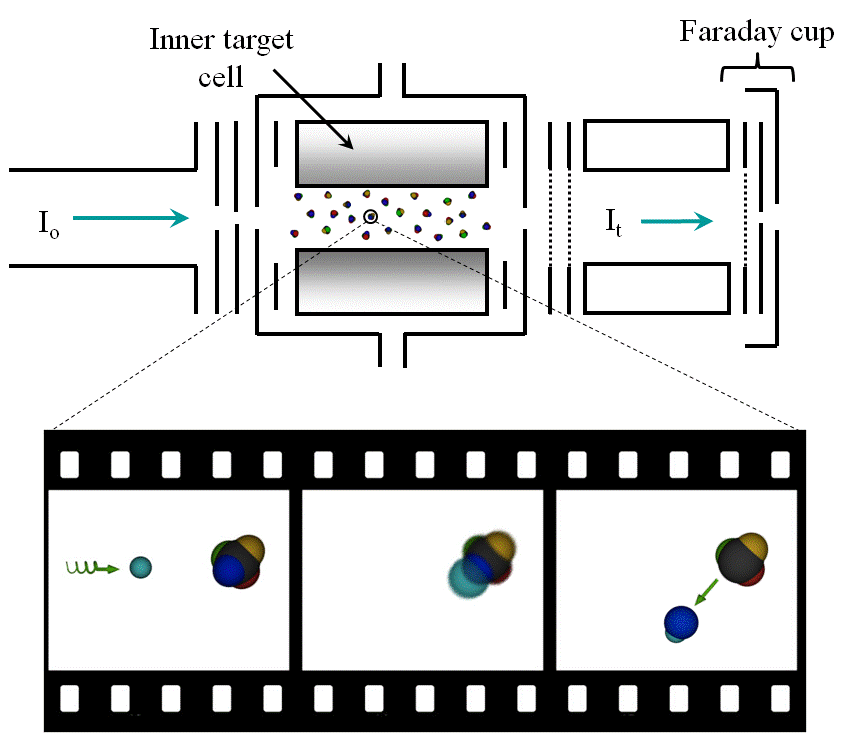 Inner target
cell
Faraday cup
Io
It